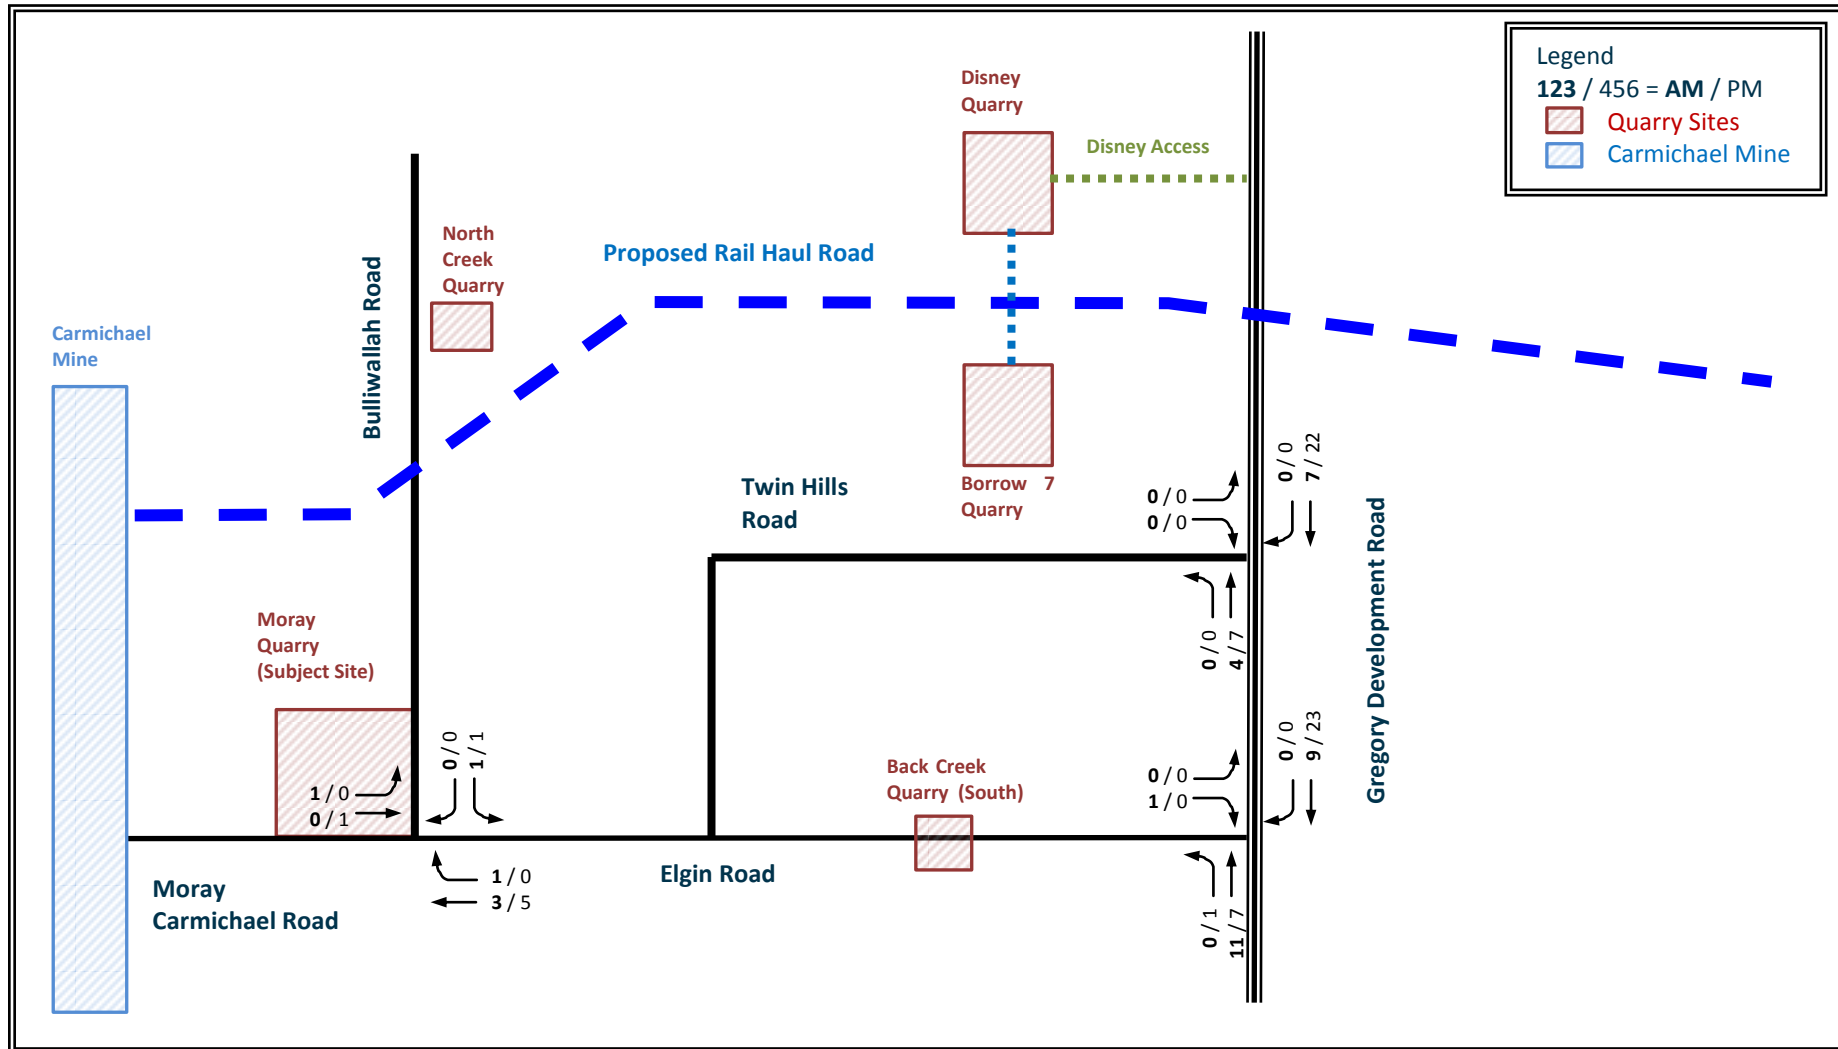 Legend
123 / 456 = AM / PM
Quarry Sites
Carmichael Mine
Disney
Quarry
Disney Access
North
Creek
Quarry
Proposed Rail Haul Road
Bulliwallah Road
Carmichael
Mine
Twin Hills
Road
Borrow 7
Quarry
0 / 0
0 / 0
0 / 0
7 / 22
0 / 0
4 / 7
Gregory Development Road
Moray
Quarry
(Subject Site)
1 / 0
0 / 1
0 / 0
1 / 1
1 / 0
3 / 5
Back Creek
Quarry (South)
0 / 0
1 / 0
0 / 0
9 / 23
0 / 1
11 / 7
Elgin Road
Moray
Carmichael Road